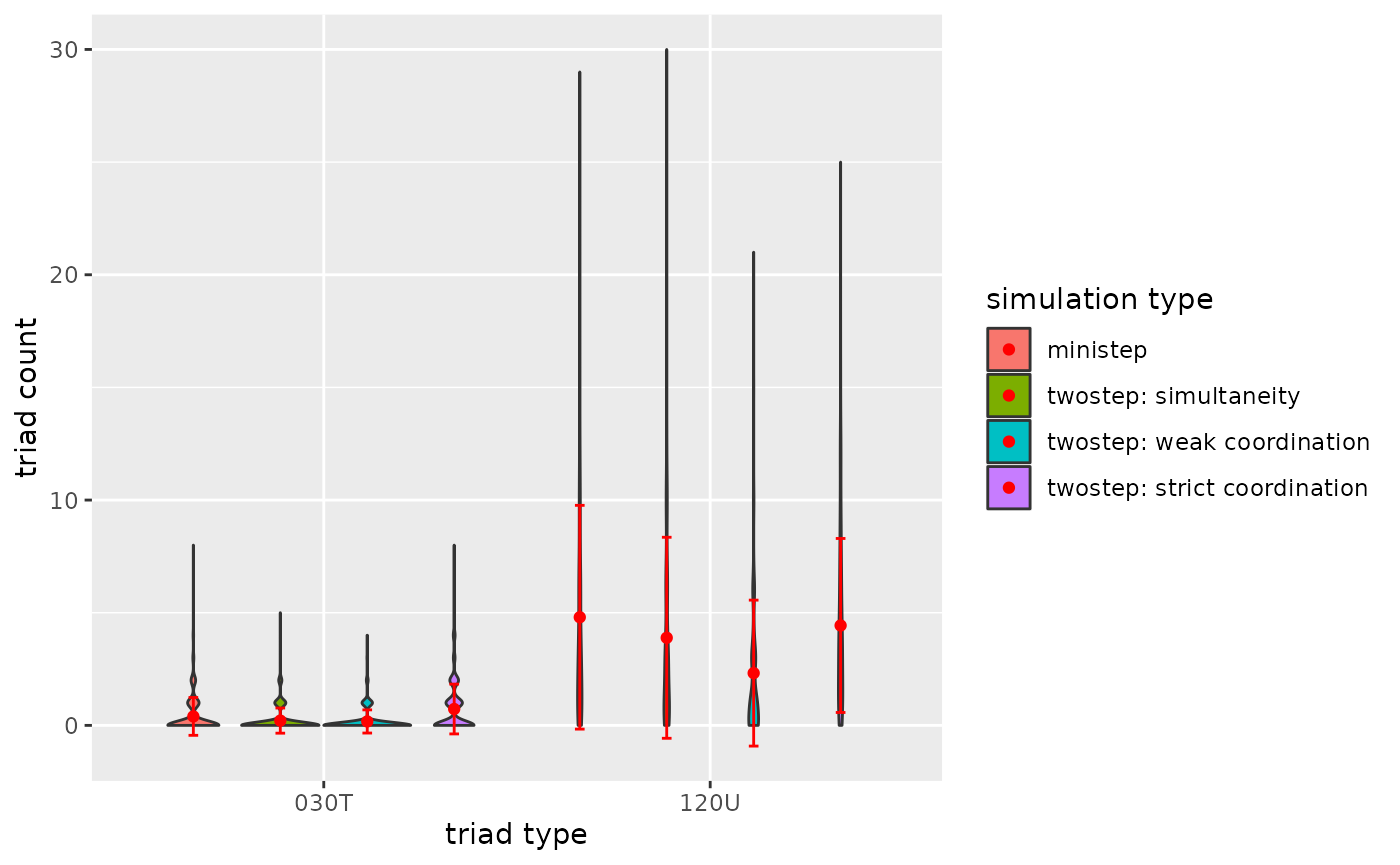 triad count
30
20
10
0
030T
120U
triad type
simulation type
ministep
twostep: simultaneity
twostep: weak coordination
twostep: strict coordination